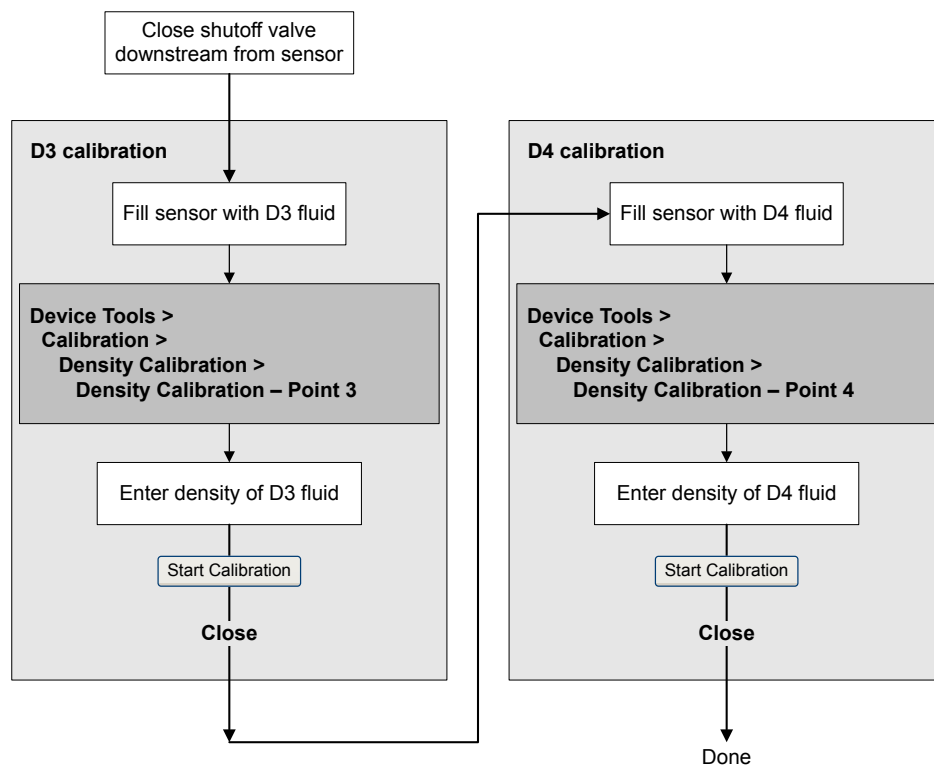 Close shutoff valve
downstream from sensor
D3 calibration
Fill sensor with D3 fluid
Device Tools >
Calibration >
Density Calibration >
Density Calibration – Point 3
Enter density of D3 fluid
Start Calibration
Close
D4 calibration
Fill sensor with D4 fluid
Device Tools >
Calibration >
Density Calibration >
Density Calibration – Point 4
Enter density of D4 fluid
Start Calibration
Close
Done